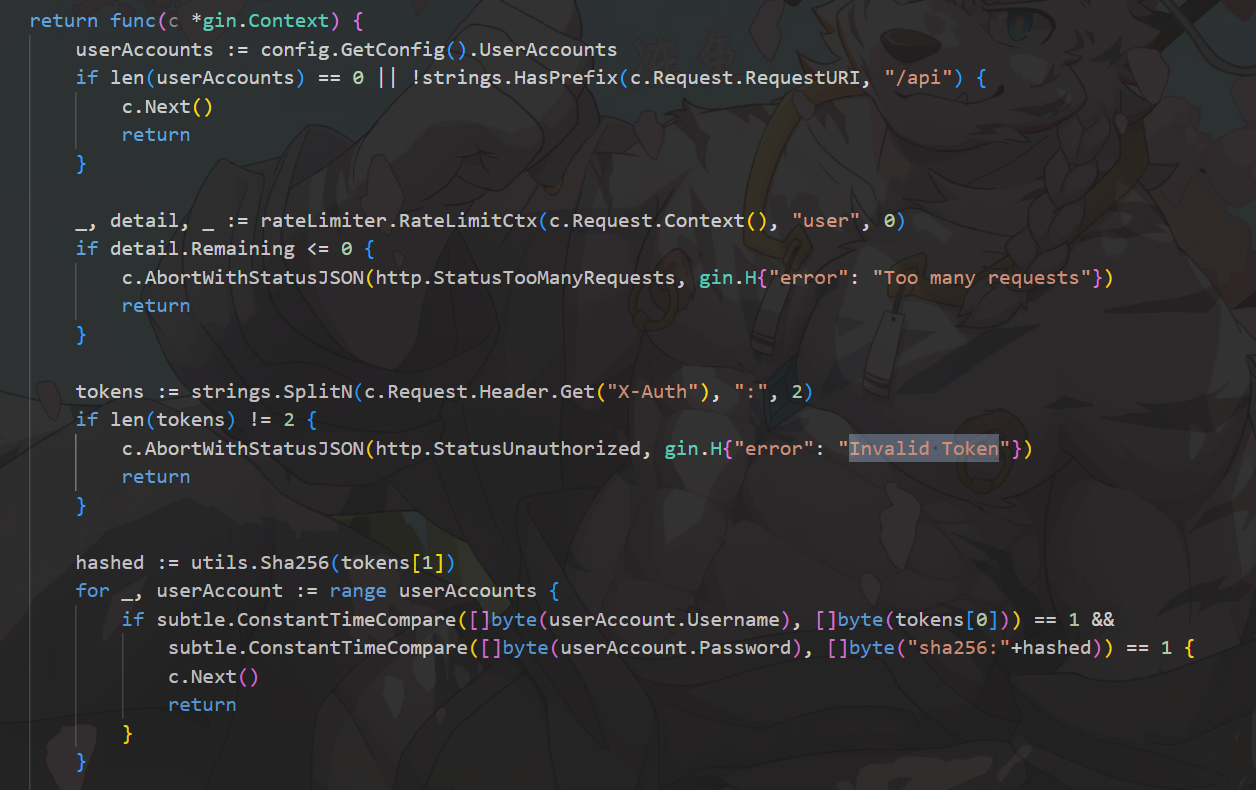 return func(c *gin.Context) {
userAccounts := config.GetConfig().UserAccounts
if len(userAccounts) == 0 || !strings.HasPrefix(c.Request.RequestURI, "/api") {
c.Next()
return
}
_, detail, _ := rateLimiter.RateLimitCtx(c.Request.Context(), "user", 0)
if detail.Remaining <= 0 {
c.AbortWithStatusJSON(http.StatusTooManyRequests, gin.H{"error": "Too many requests"})
return
}
tokens := strings.SplitN(c.Request.Header.Get("X-Auth"), ":", 2)
if len(tokens) != 2 {
c.AbortWithStatusJSON(http.StatusUnauthorized, gin.H{"error": "Invalid Token"})
return
}
hashed := utils.Sha256(tokens[1])
for _, userAccount := range userAccounts {
if subtle.ConstantTimeCompare([]byte(userAccount.Username), []byte(tokens[0])) == 1 &&
subtle.ConstantTimeCompare([]byte(userAccount.Password), []byte("sha256:"+hashed)) == 1 {
c.Next()
return
}
}